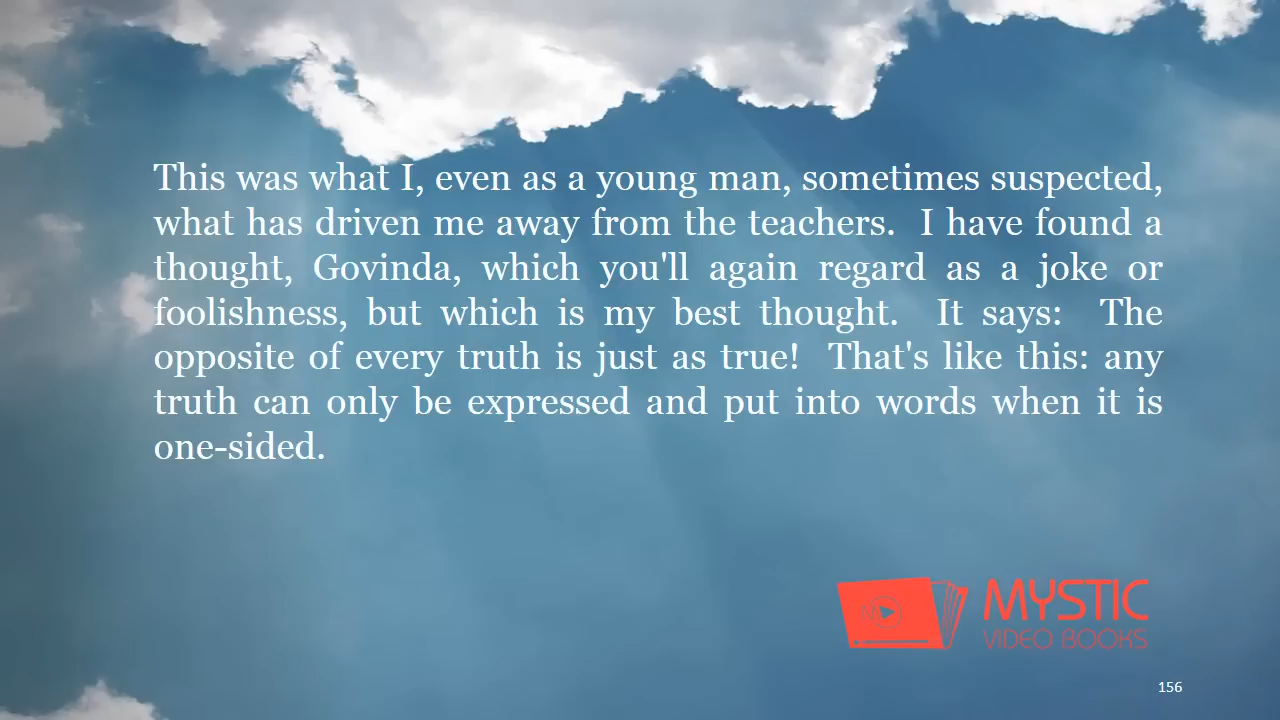 This was what I, even as a young man, sometimes suspected,
what has driven me away from the teachers.  I have found a
thought, Govinda, which you'll again regard as a joke or
foolishness, but which is my best thought.  It says:  The
opposite of every truth is just as true!  That's like this: any
truth can only be expressed and put into words when it is
one-sided.
MYSTIC
VIDEO BOOKS
156